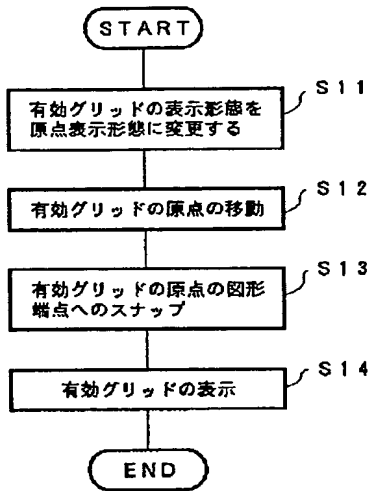 START
S11
有効グリッドの表示形態を
原点表示形態に変更する
S12
有効グリッドの原点の移動
S13
有効グリッドの原点の図形
端点へのスナップ
S14
有効グリッドの表示
END